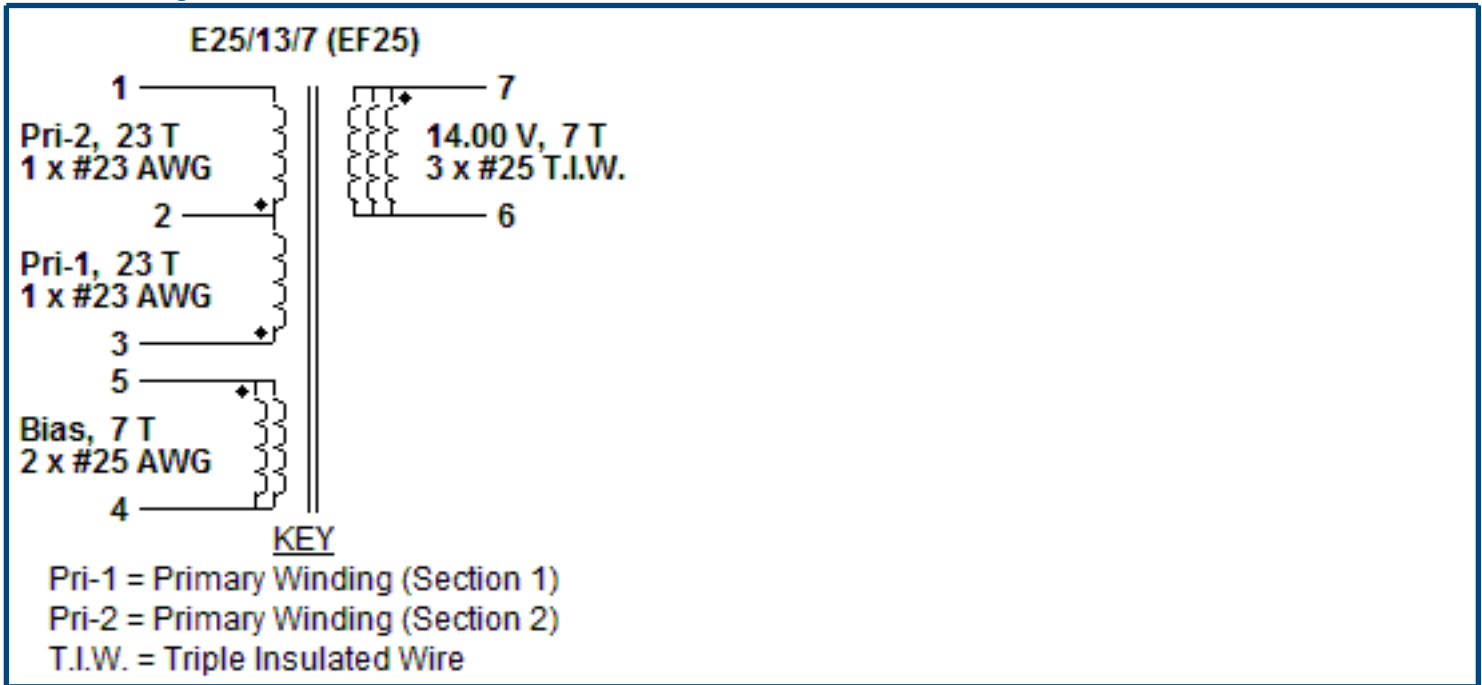 E25/13/7 (EF25)
1
Pri-2, 23 T
1 x #23 AWG
2
Pri-1, 23 T
1 x #23 AWG
3
5
Bias, 7 T
2 x #25 AWG
4
7
14.00 V, 7 T
3 x #25 T.I.W.
6
KEY
Pri-1 = Primary Winding (Section 1)
Pri-2 = Primary Winding (Section 2)
T.I.W. = Triple Insulated Wire